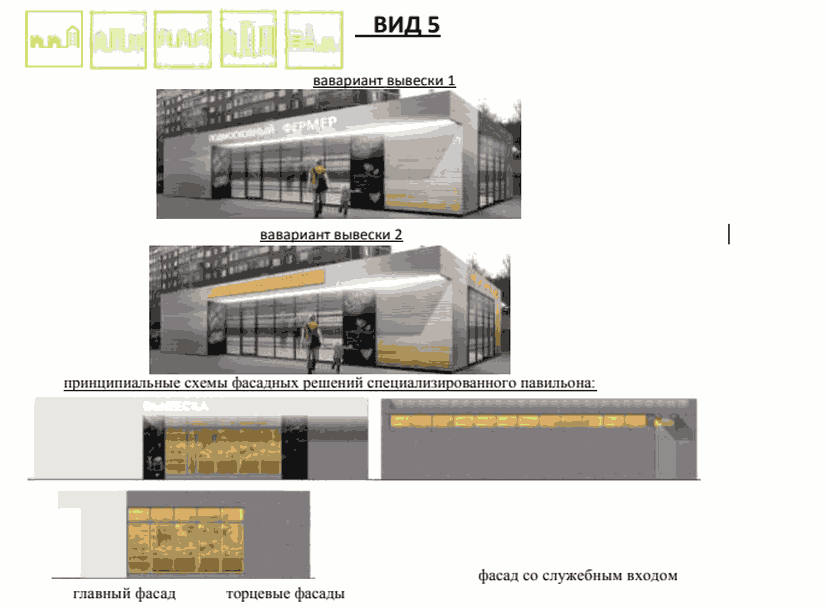 ВИД 5
вавариант вывески 1
ФЕРМЕР
вавариант вывески 2
принципиальные схемы фасадных решений специализированного павильона:
ВЫВЕСКА
фасад со служебным входом
главный фасад торцевые фасады